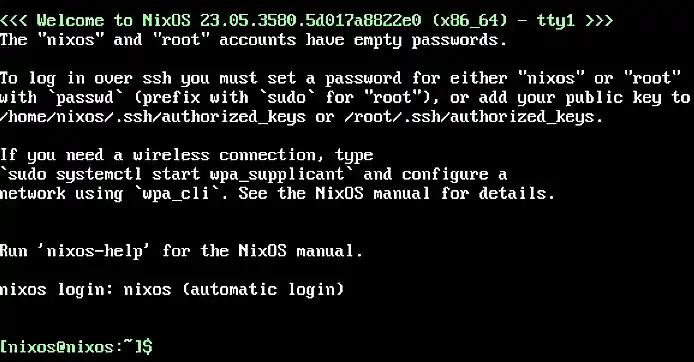 <<< Welcome to NixOS 23.05.3580.5d017a8822e0 (x86_64) - tty1 >>>
The "nixos" and "root" accounts have empty passwords.
To log in over ssh you must set a password for either "nixos" or "root"
with `passwd` (prefix with `sudo` for "root"), or add your public key to
/home/nixos/.ssh/authorized_keys or /root/.ssh/authorized_keys.
If you need a wireless connection, type
`sudo systemctl start wpa_supplicant` and configure a
network using `wpa_cli`. See the NixOS manual for details.
Run 'nixos-help' for the NixOS manual.
nixos login: nixos (automatic login)
[nixos@nixos:~]$